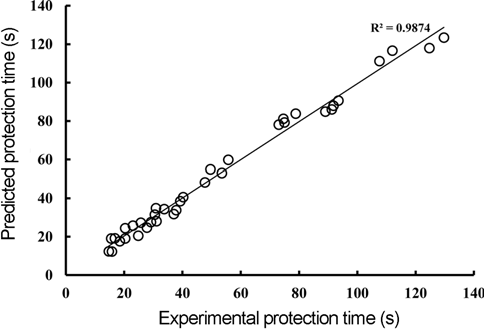 140
R² = 0.9874
120
100
80
60
40
20
0
0 20 40 60 80 100 120 140
Predicted protection time (s)
Experimental protection time (s)